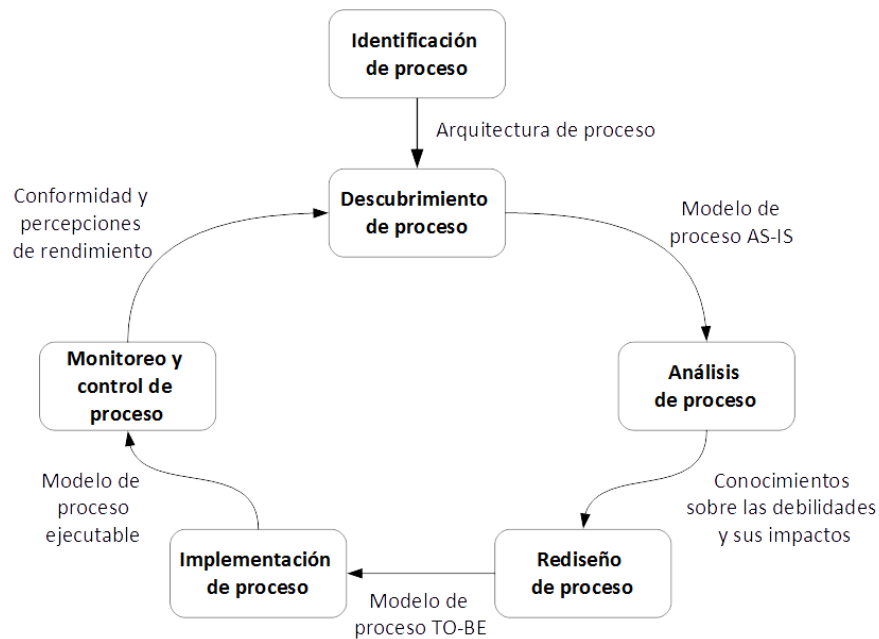 Identificación
de proceso
Arquitectura de proceso
Descubrimiento
de proceso
Conformidad y
percepciones
de rendimiento
Modelo de
proceso AS-IS
Monitoreo y
control de
proceso
Análisis
de proceso
Modelo de
proceso
ejecutable
Conocimientos
sobre las debilidades
y sus impactos
Implementación
de proceso
Rediseño
de proceso
Modelo de
proceso TO-BE